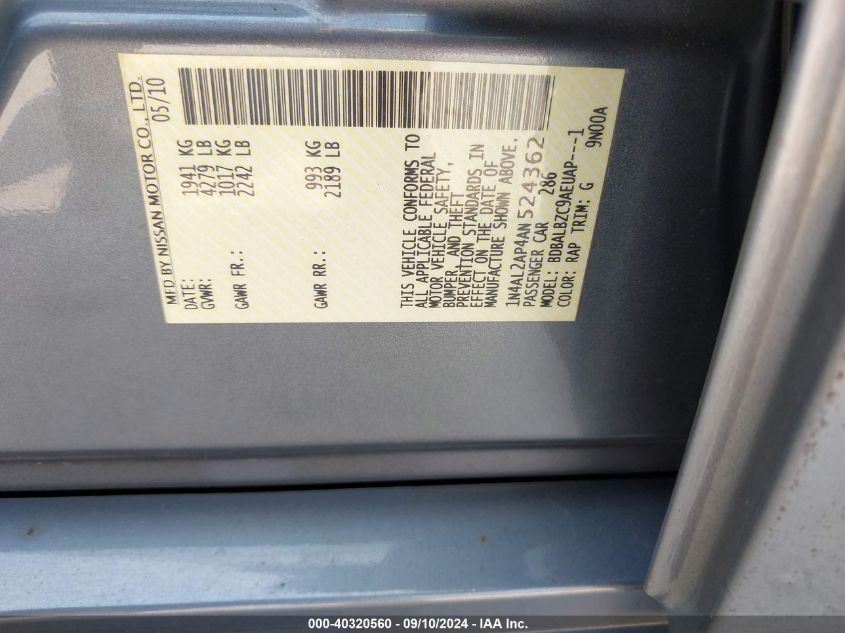 MFD BY NISSAN MOTOR CO., LTD.
DATE: 05/10
GVWR: 1941 KG
4279 LB
GAWR FR.: 1017 KG
2242 LB
GAWR RR.: 993 KG
2189 LB
THIS VEHICLE CONFORMS TO
ALL APPLICABLE FEDERAL
MOTOR VEHICLE SAFETY,
BUMPER, AND THEFT
PREVENTION STANDARDS IN
EFFECT ON THE DATE OF
MANUFACTURE SHOWN ABOVE.
1N4AL2AP4AN524362
PASSENGER CAR 286
MODEL: BDBALBZC9AEUAP---1
COLOR: RAP TRIM: G 9N00A
000-40320560 - 09/10/2024 - IAA Inc.